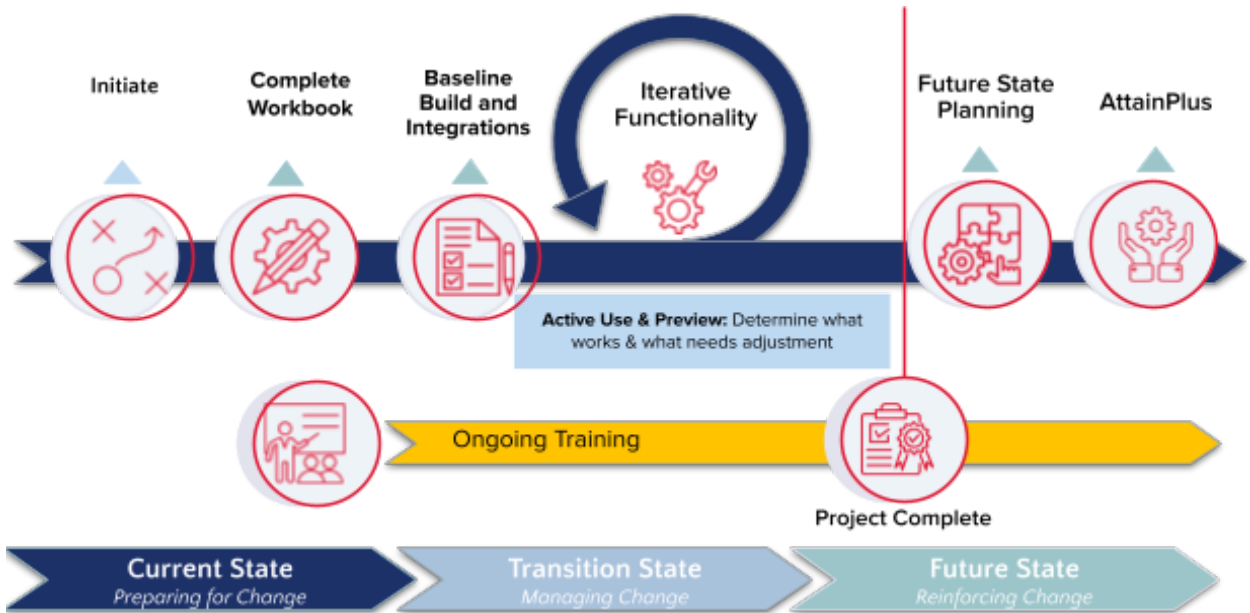 Initiate
Complete
Workbook
Baseline
Build and
Integrations
Iterative
Functionality
Future State
Planning
AttainPlus
Active Use & Preview: Determine what
works & what needs adjustment
Ongoing Training
Project Complete
Current State
Preparing for Change
Transition State
Managing Change
Future State
Reinforcing Change